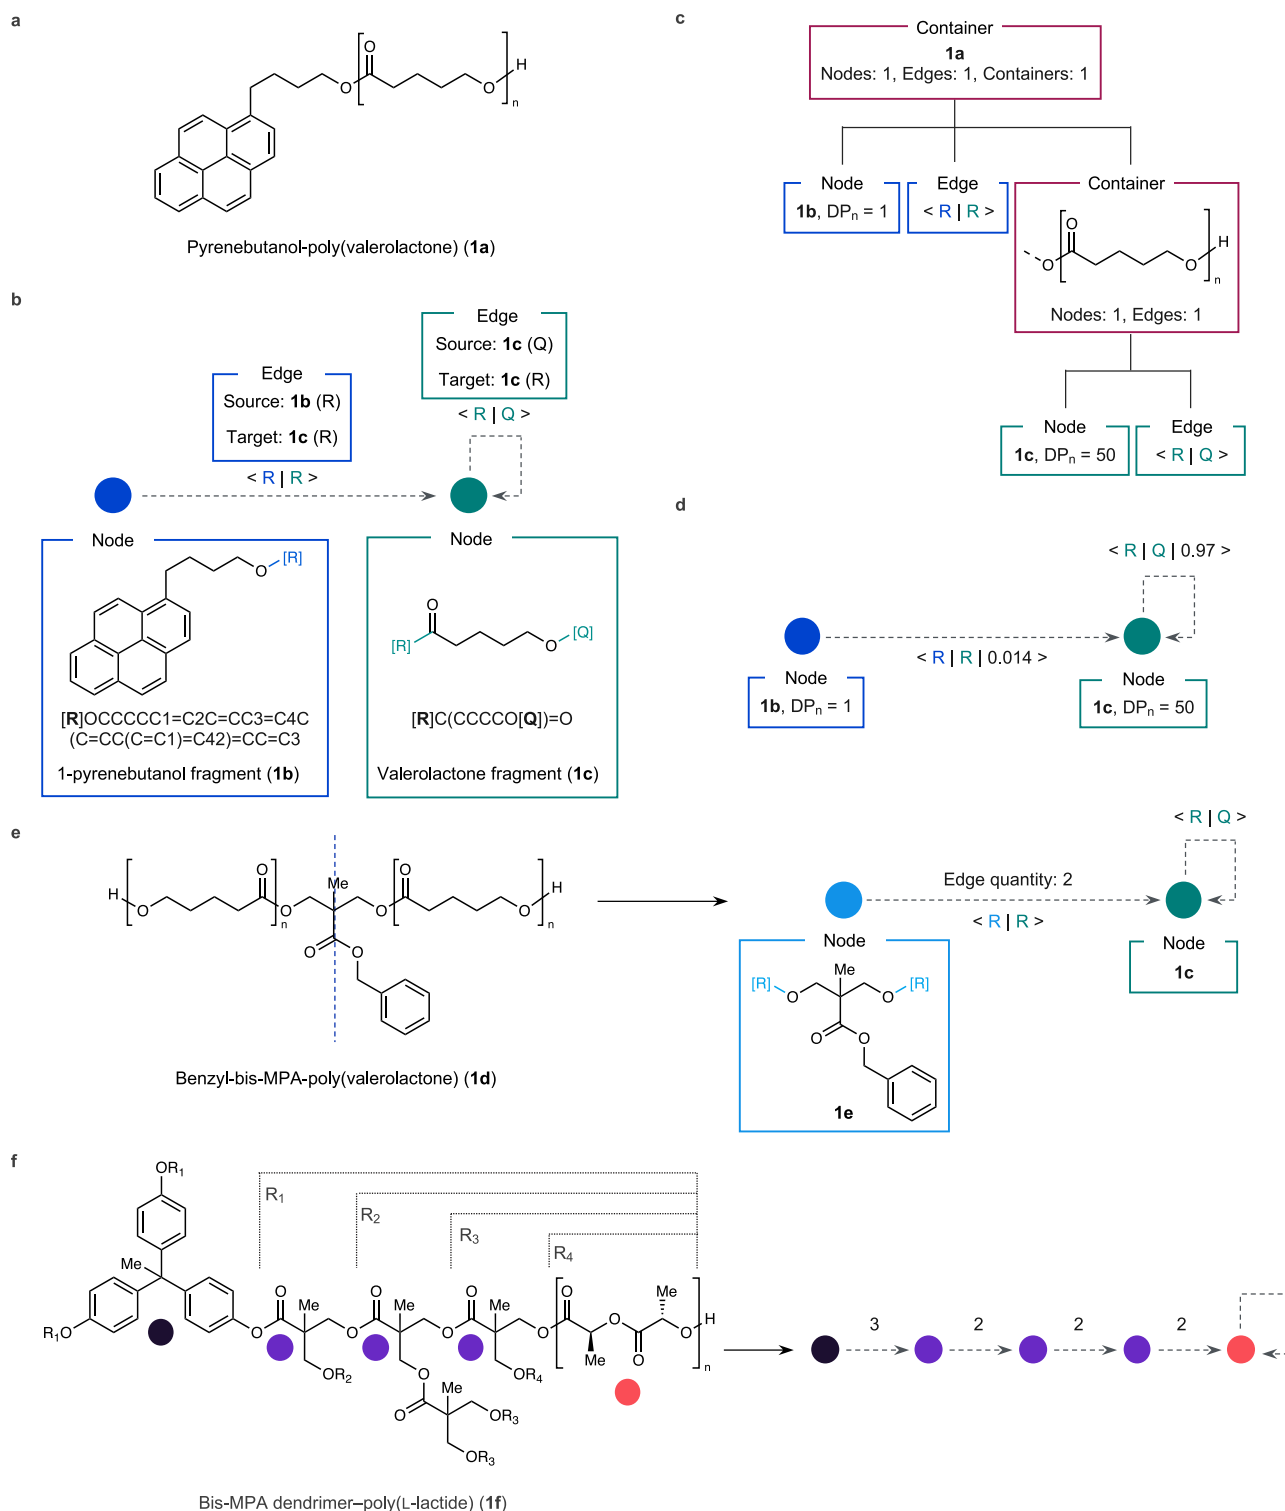 a
O
O
O
H
n
Pyrenebutanol-poly(valerolactone) (1a)
b
Edge
Source: 1c (Q)
Target: 1c (R)
< R | Q >
Edge
Source: 1b (R)
Target: 1c (R)
< R | R >
Node
[R]
O
[R]OCCCCC1=C2C=CC3=C4C
(C=CC(C=C1)=C42)=CC=C3
1-pyrenebutanol fragment (1b)
Node
O
[R]
O
[Q]
[R]C(CCCCO[Q])=O
Valerolactone fragment (1c)
c
Container
1a
Nodes: 1, Edges: 1, Containers: 1
Node
1b, DPn = 1
Edge
< R | R >
Container
O
O
O
H
n
Nodes: 1, Edges: 1
Node
1c, DPn = 50
Edge
< R | Q >
d
< R | Q | 0.97 >
< R | R | 0.014 >
Node
1b, DPn = 1
Node
1c, DPn = 50
e
H
O
O
n
O
Me
O
O
O
H
n
O
O
Benzyl-bis-MPA-poly(valerolactone) (1d)
< R | Q >
Edge quantity: 2
< R | R >
Node
[R]
O
Me
O
[R]
O
O
1e
Node
1c
f
OR1
Me
OR1
R1
R2
R3
R4
O
O
Me
OR2
O
O
Me
O
O
Me
OR4
O
O
Me
O
O
Me
O
H
n
O
O
Me
OR3
OR3
3
2
2
2
Bis-MPA dendrimer–poly(L-lactide) (1f)